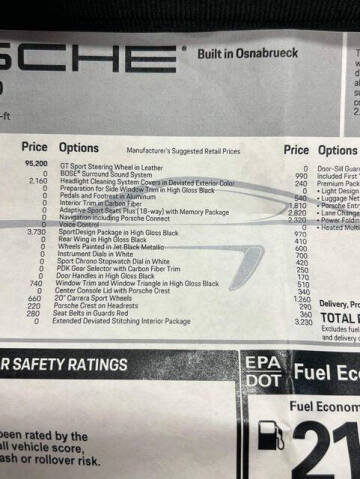 SCHE Built in Osnabrueck
0
-ft
Price Options Manufacturer's Suggested Retail Prices Price Options
95,200
GT Sport Steering Wheel in Leather 0 Door-Sill Guar
0 BOSE® Surround Sound System 990 Included First
2,160 Headlight Cleaning System Covers in Deviated Exterior Color 240 Premium Pack
0 Preparation for Side Window Trim in High Gloss Black 0 • Light Design
0 Pedals and Footrest in Aluminum 540 • Luggage Net
0 Interior Trim in Carbon Fiber 1,810 • Porsche Entr
0 Adaptive Sport Seats Plus (18-way) with Memory Package 2,820 • Lane Change
0 Navigation including Porsche Connect 2,320 • Power Folding
0 Voice Control 0 • Heated Multi
3,730 SportDesign Package in High Gloss Black 970
0 Rear Wing in High Gloss Black 410
0 Wheels Painted in Jet Black Metallic 600
0 Instrument Dials in White 700
0 Sport Chrono Stopwatch Dial in White 420
0 PDK Gear Selector with Carbon Fiber Trim 250
0 Door Handles in High Gloss Black 170
740 Window Trim and Window Triangle in High Gloss Black 510
0 Center Console Lid with Porsche Crest 340
660 20" Carrera Sport Wheels 1,260
220 Porsche Crest on Headrests 290
280 Seat Belts in Guards Red 360
0 Extended Deviated Stitching Interior Package 3,230
Delivery, Pro
TOTAL
Excludes fuel
and delivery
R SAFETY RATINGS
EPA
DOT
Fuel Eco
Fuel Econom
21
been rated by the
all vehicle score,
ash or rollover risk.